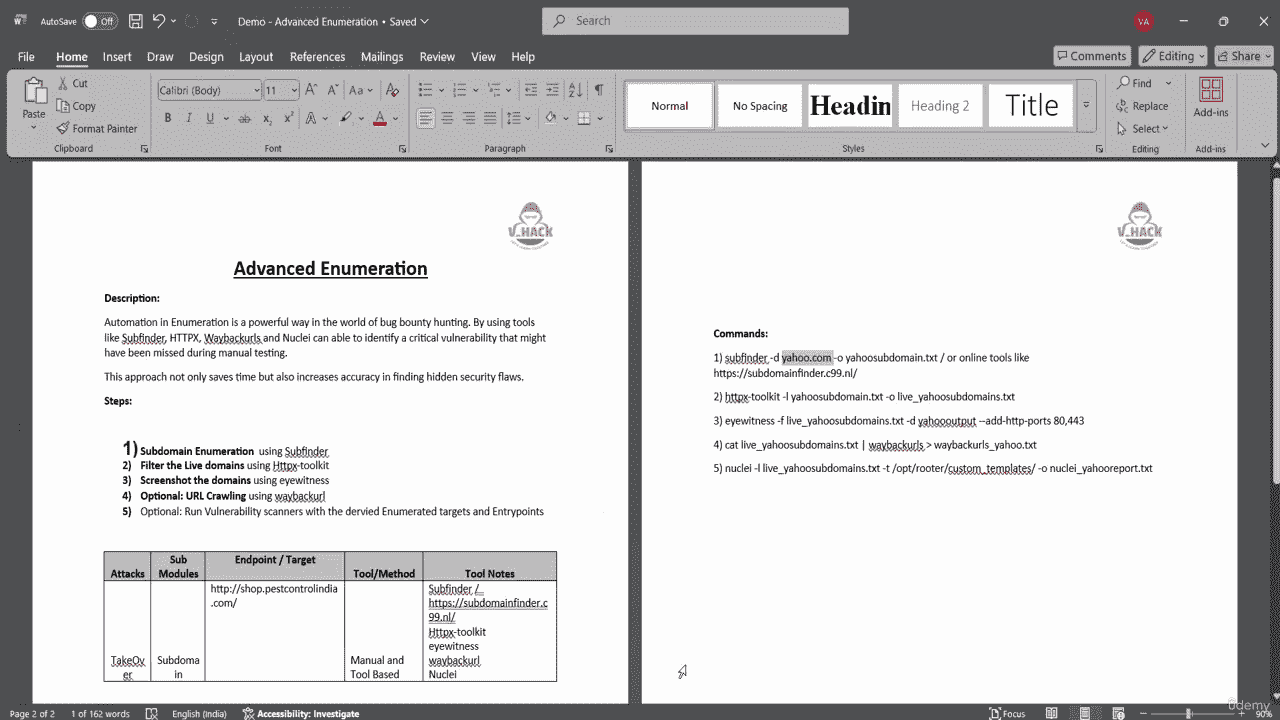 AutoSave Off Demo - Advanced Enumeration • Saved Search VA
File Home Insert Draw Design Layout References Mailings Review View Help Comments Editing Share
Paste Cut Copy Format Painter
Calibri (Body) 11 Aa
Normal No Spacing Headin Heading 2 Title
Find Replace Select Add-ins
Clipboard Font Paragraph Styles Editing Add-ins
V_HACK
Advanced Enumeration
Description:
Automation in Enumeration is a powerful way in the world of bug bounty hunting. By using tools
like Subfinder, HTTPX, Waybackurls and Nuclei can able to identify a critical vulnerability that might
have been missed during manual testing.
This approach not only saves time but also increases accuracy in finding hidden security flaws.
Steps:
1) Subdomain Enumeration using Subfinder
2) Filter the Live domains using Httpx-toolkit
3) Screenshot the domains using eyewitness
4) Optional: URL Crawling using waybackurl
5) Optional: Run Vulnerability scanners with the dervied Enumerated targets and Entrypoints
Attacks Sub Modules Endpoint / Target Tool/Method Tool Notes
http://shop.pestcontrolindia
.com/
TakeOv
er
Subdoma
in
Manual and
Tool Based
Subfinder /
https://subdomainfinder.c
99.nl/
Httpx-toolkit
eyewitness
waybackurl
Nuclei
V_HACK
Commands:
1) subfinder -d yahoo.com -o yahoosubdomain.txt / or online tools like
https://subdomainfinder.c99.nl/
2) httpx-toolkit -l yahoosubdomain.txt -o live_yahoosubdomains.txt
3) eyewitness -f live_yahoosubdomains.txt -d yahoooutput --add-http-ports 80,443
4) cat live_yahoosubdomains.txt | waybackurls > waybackurls_yahoo.txt
5) nuclei -l live_yahoosubdomains.txt -t /opt/rooter/custom_templates/ -o nuclei_yahooreport.txt
Page 2 of 2 1 of 162 words English (India) Accessibility: Investigate Focus 90%
Udemy